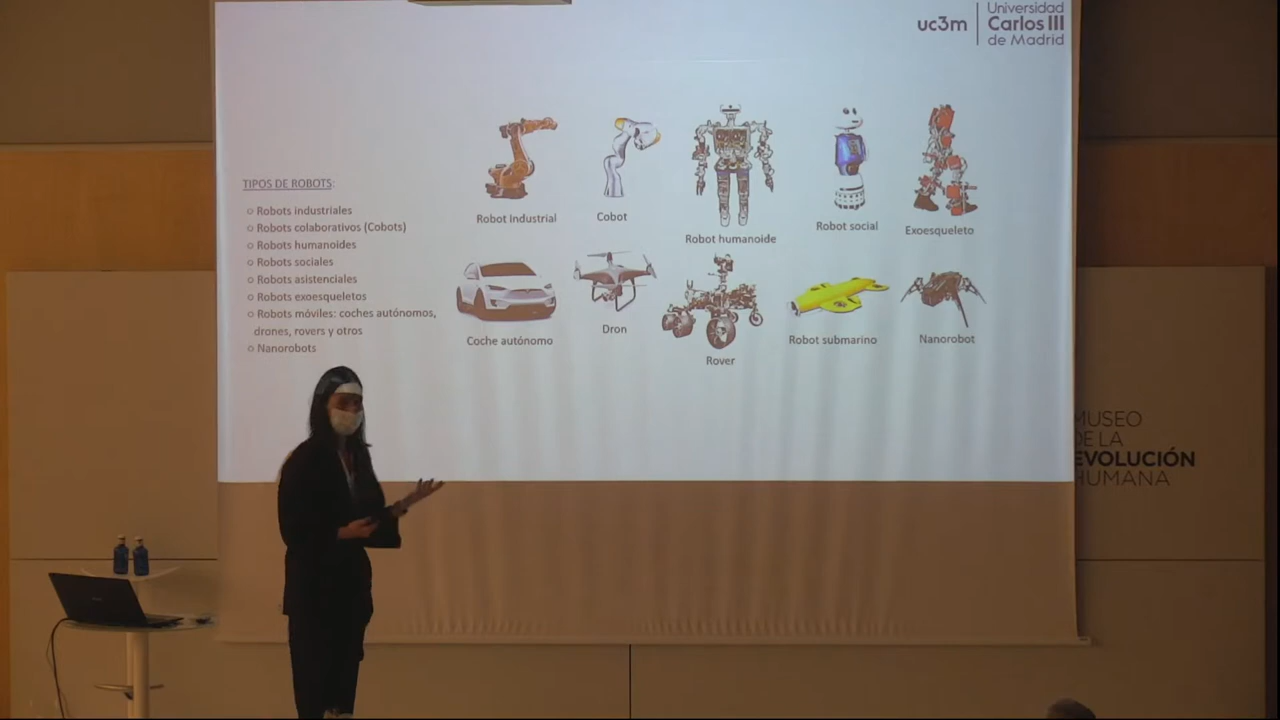 uc3m
Universidad
Carlos III
de Madrid
TIPOS DE ROBOTS:
○ Robots industriales
○ Robots colaborativos (Cobots)
○ Robots humanoides
○ Robots sociales
○ Robots asistenciales
○ Robots exoesqueletos
○ Robots móviles: coches autónomos,
drones, rovers y otros
○ Nanorobots
Robot industrial
Cobot
Robot humanoide
Robot social
Exoesqueleto
Coche autónomo
Dron
Rover
Robot submarino
Nanorobot
MUSEO
DE LA
EVOLUCIÓN
HUMANA